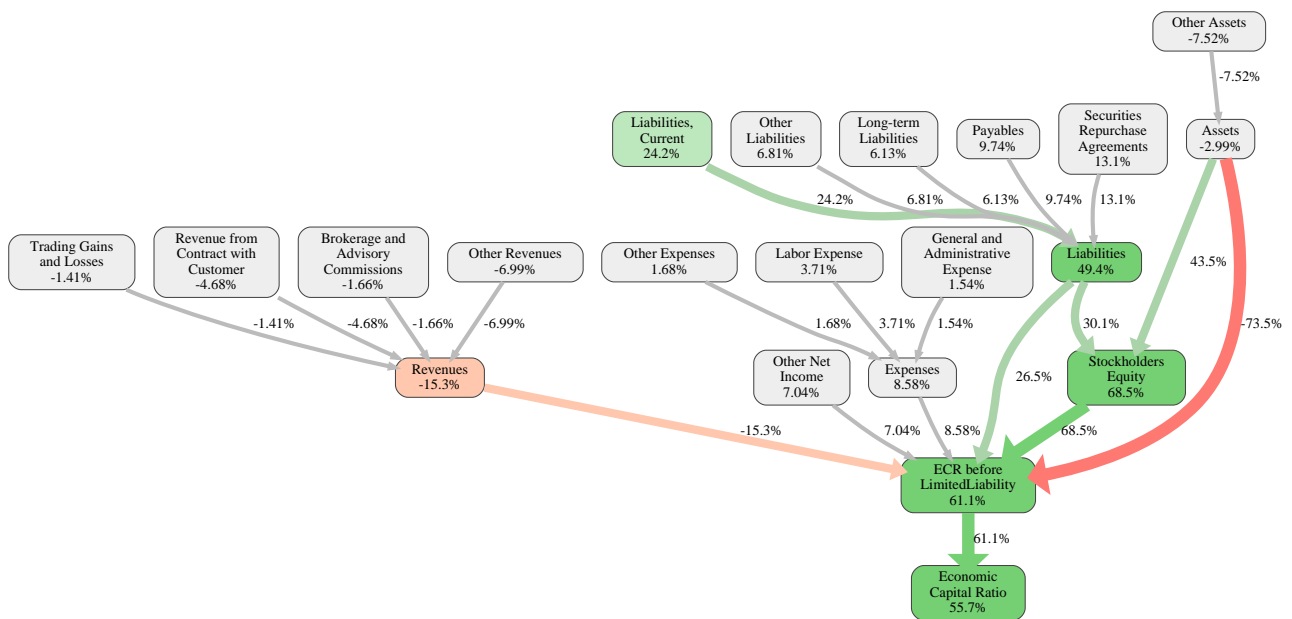 Other Assets
-7.52%
-7.52%
Liabilities,
Current
24.2%
Other
Liabilities
6.81%
Long-term
Liabilities
6.13%
Payables
9.74%
Securities
Repurchase
Agreements
13.1%
Assets
-2.99%
24.2%
6.81%
6.13%
9.74%
13.1%
Trading Gains
and Losses
-1.41%
Revenue from
Contract with
Customer
-4.68%
Brokerage and
Advisory
Commissions
-1.66%
Other Revenues
-6.99%
Other Expenses
1.68%
Labor Expense
3.71%
General and
Administrative
Expense
1.54%
Liabilities
49.4%
43.5%
-1.41%
-4.68%
-1.66%
-6.99%
1.68%
3.71%
1.54%
30.1%
-73.5%
Revenues
-15.3%
Other Net
Income
7.04%
Expenses
8.58%
26.5%
Stockholders
Equity
68.5%
-15.3%
7.04%
8.58%
68.5%
ECR before
LimitedLiability
61.1%
61.1%
Economic
Capital Ratio
55.7%